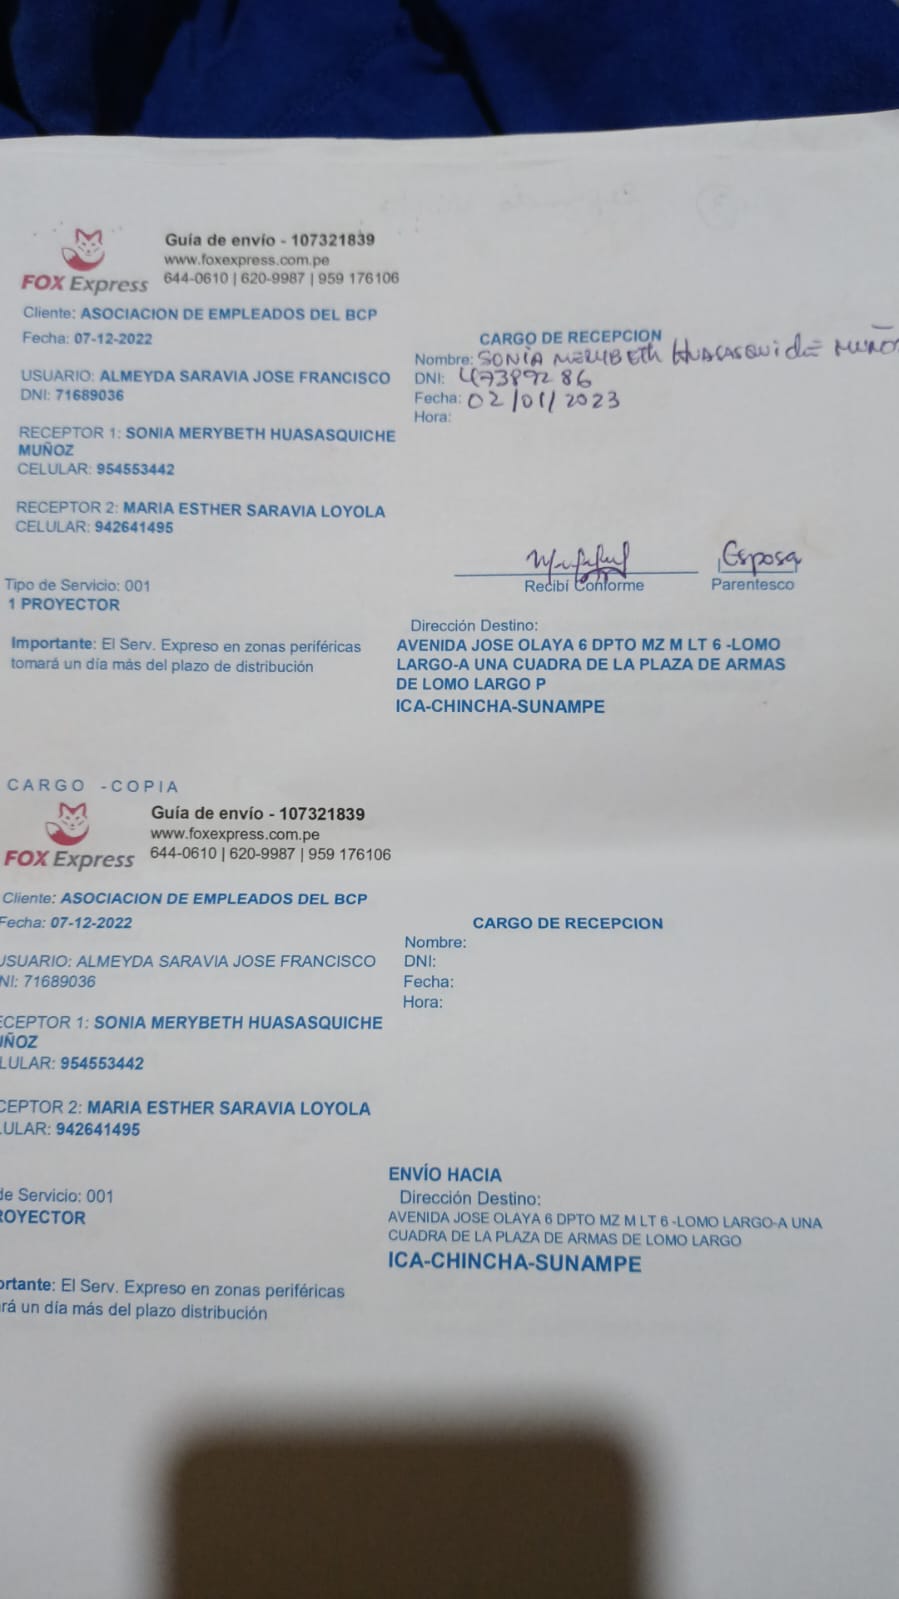 Guía de envío - 107321839
www.foxexpress.com.pe
FOX Express
644-0610 | 620-9987 | 959 176106
Cliente: ASOCIACION DE EMPLEADOS DEL BCP
Fecha: 07-12-2022
USUARIO: ALMEYDA SARAVIA JOSE FRANCISCO
DNI: 71689036
RECEPTOR 1: SONIA MERYBETH HUASASQUICHE
MUÑOZ
CELULAR: 954553442
RECEPTOR 2: MARIA ESTHER SARAVIA LOYOLA
CELULAR: 942641495
CARGO DE RECEPCION
Nombre: SONIA MERYBETH
DNI: 47389286
Fecha: 02/01/2023
Hora:
Esposa
Recibí Conforme
Parentesco
Tipo de Servicio: 001
1 PROYECTOR
Importante: El Serv. Expreso en zonas periféricas
tomará un día más del plazo de distribución
Dirección Destino:
AVENIDA JOSE OLAYA 6 DPTO MZ M LT 6 -LOMO
LARGO-A UNA CUADRA DE LA PLAZA DE ARMAS
DE LOMO LARGO P
ICA-CHINCHA-SUNAMPE
CARGO -COPIA
Guía de envío - 107321839
www.foxexpress.com.pe
FOX Express
644-0610 | 620-9987 | 959 176106
Cliente: ASOCIACION DE EMPLEADOS DEL BCP
Fecha: 07-12-2022
USUARIO: ALMEYDA SARAVIA JOSE FRANCISCO
NI: 71689036
CEPTOR 1: SONIA MERYBETH HUASASQUICHE
UÑOZ
LULAR: 954553442
CEPTOR 2: MARIA ESTHER SARAVIA LOYOLA
ULAR: 942641495
CARGO DE RECEPCION
Nombre:
DNI:
Fecha:
Hora:
de Servicio: 001
ROYECTOR
ortante: El Serv. Expreso en zonas periféricas
rá un día más del plazo distribución
ENVÍO HACIA
Dirección Destino:
AVENIDA JOSE OLAYA 6 DPTO MZ M LT 6 -LOMO LARGO-A UNA
CUADRA DE LA PLAZA DE ARMAS DE LOMO LARGO
ICA-CHINCHA-SUNAMPE